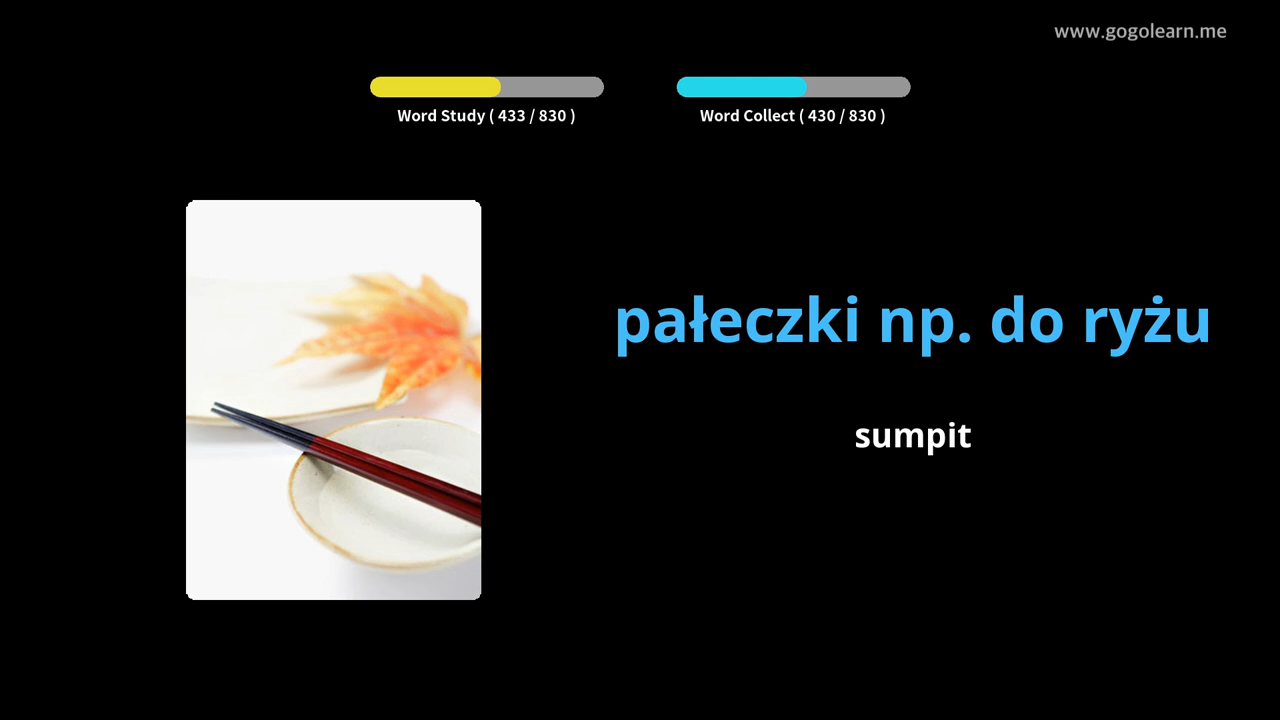 www.gogolearn.me
Word Study ( 433 / 830 )
Word Collect ( 430 / 830 )
pałeczki np. do ryżu
sumpit